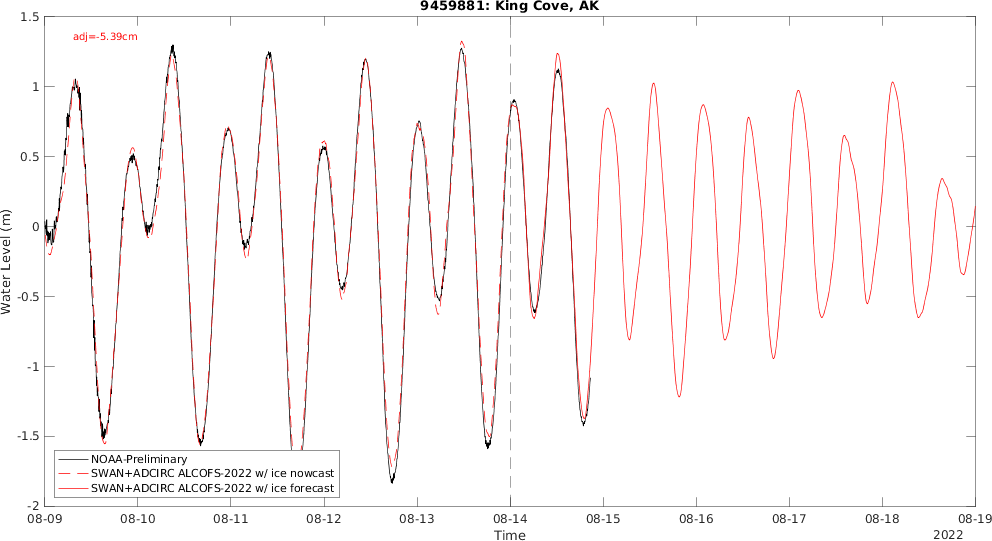 9459881: King Cove, AK
adj=-5.39cm
Water Level (m)
1.5
1
0.5
0
-0.5
-1
-1.5
-2
NOAA-Preliminary
SWAN+ADCIRC ALCOFS-2022 w/ ice nowcast
SWAN+ADCIRC ALCOFS-2022 w/ ice forecast
08-09 08-10 08-11 08-12 08-13 08-14 08-15 08-16 08-17 08-18 08-19
Time
2022